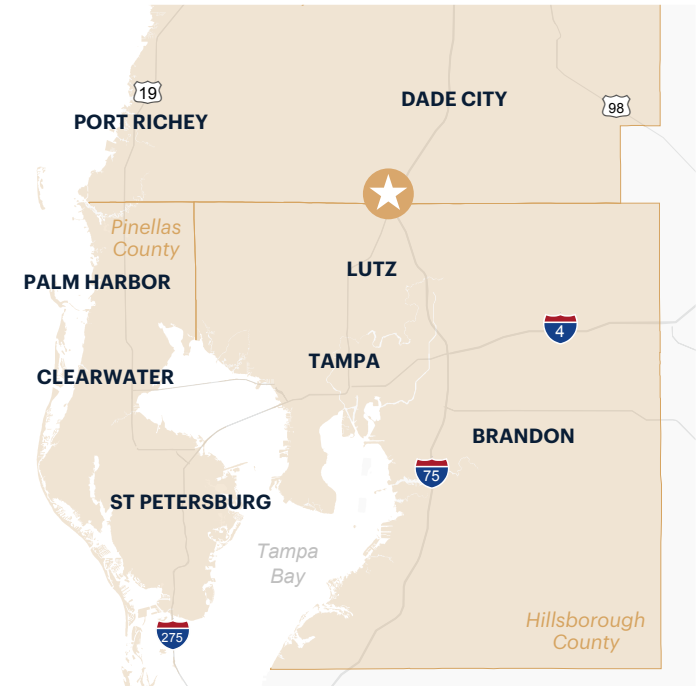 19
DADE CITY
98
PORT RICHEY
Pinellas
County
LUTZ
PALM HARBOR
4
TAMPA
CLEARWATER
BRANDON
75
ST PETERSBURG
Tampa
Bay
Hillsborough
County
275